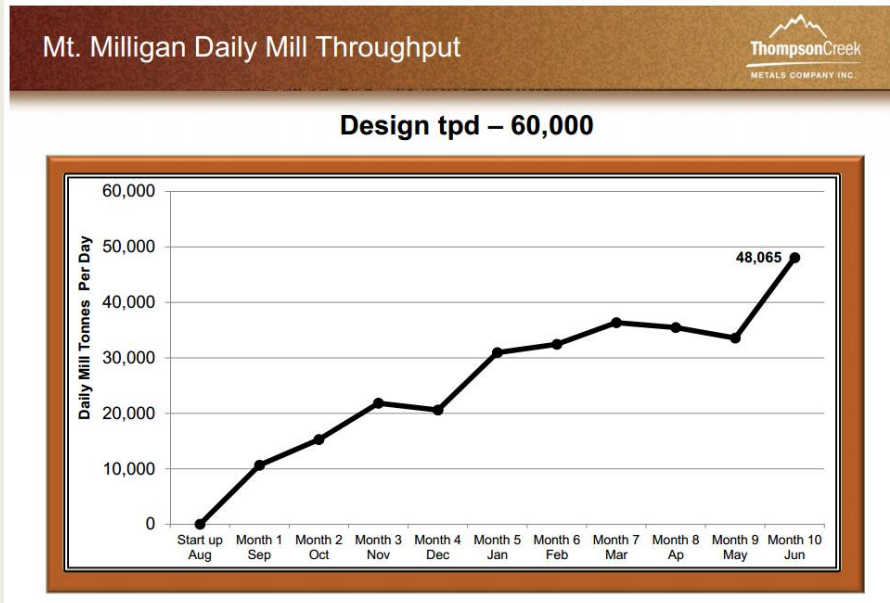 Mt. Milligan Daily Mill Throughput
ThompsonCreek
METALS COMPANY INC.
Design tpd – 60,000
Daily Mill Tonnes Per Day
60,000
50,000
40,000
30,000
20,000
10,000
0
48,065
Start up Month 1 Month 2 Month 3 Month 4 Month 5 Month 6 Month 7 Month 8 Month 9 Month 10
Aug Sep Oct Nov Dec Jan Feb Mar Ap May Jun